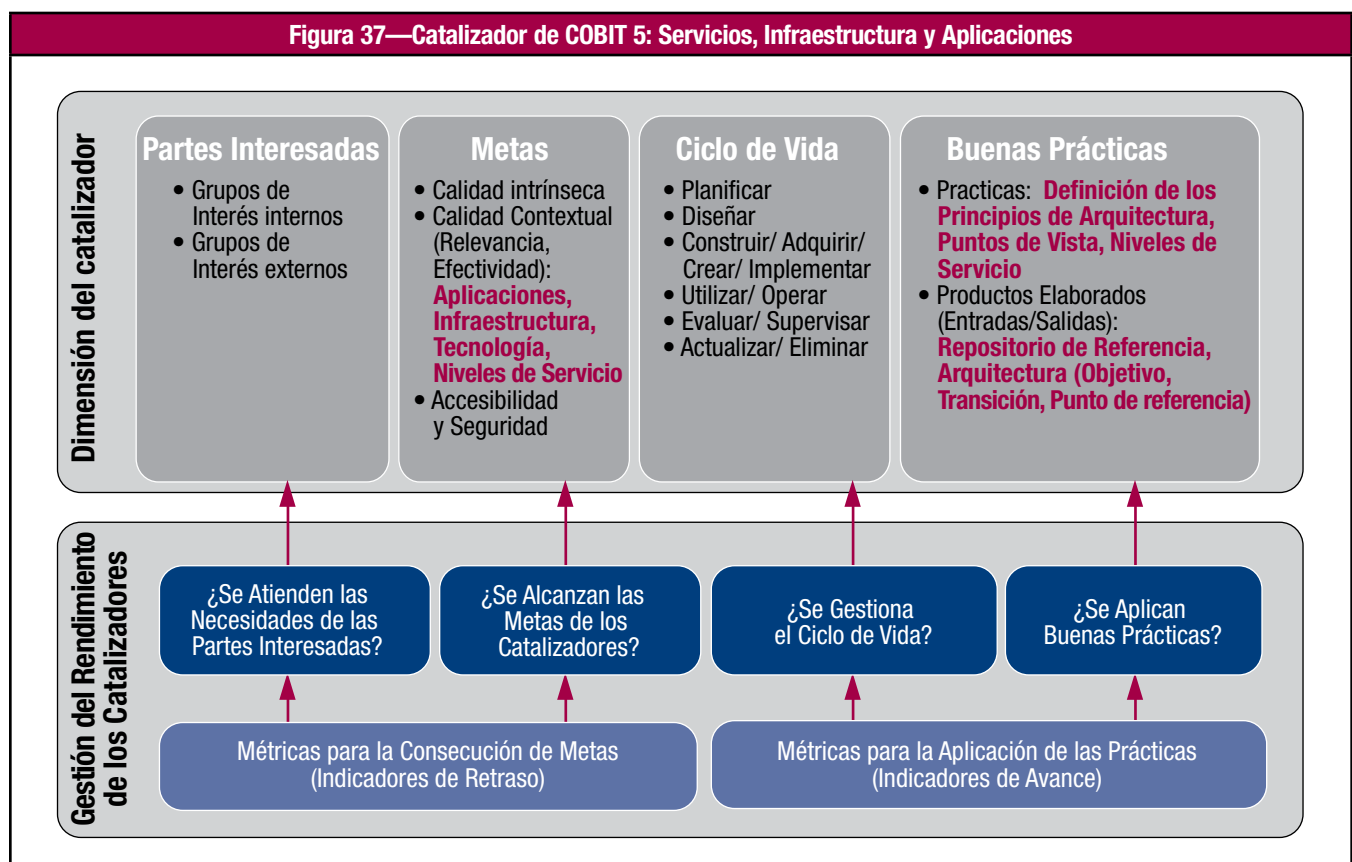 Figura 37—Catalizador de COBIT 5: Servicios, Infraestructura y Aplicaciones
Dimensión del catalizador
Partes Interesadas
• Grupos de
Interés internos
• Grupos de
Interés externos
Metas
• Calidad intrínseca
• Calidad Contextual
(Relevancia,
Efectividad):
Aplicaciones,
Infraestructura,
Tecnología,
Niveles de Servicio
• Accesibilidad
y Seguridad
Ciclo de Vida
• Planificar
• Diseñar
• Construir/ Adquirir/
Crear/ Implementar
• Utilizar/ Operar
• Evaluar/ Supervisar
• Actualizar/ Eliminar
Buenas Prácticas
• Practicas: Definición de los
Principios de Arquitectura,
Puntos de Vista, Niveles de
Servicio
• Productos Elaborados
(Entradas/Salidas):
Repositorio de Referencia,
Arquitectura (Objetivo,
Transición, Punto de referencia)
Gestión del Rendimiento
de los Catalizadores
¿Se Atienden las
Necesidades de las
Partes Interesadas?
¿Se Alcanzan las
Metas de los
Catalizadores?
¿Se Gestiona
el Ciclo de Vida?
¿Se Aplican
Buenas Prácticas?
Métricas para la Consecución de Metas
(Indicadores de Retraso)
Métricas para la Aplicación de las Prácticas
(Indicadores de Avance)